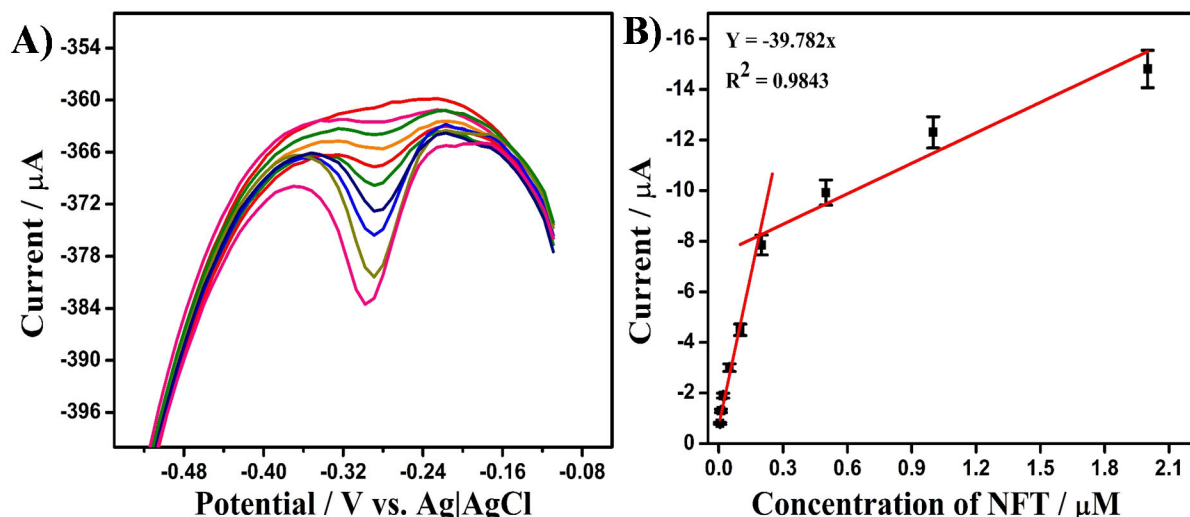 A)
-354
-360
-366
-372
-378
-384
-390
-396
Current / μA
-0.48 -0.40 -0.32 -0.24 -0.16 -0.08
Potential / V vs. Ag|AgCl
B)
Y = -39.782x
R² = 0.9843
-16
-14
-12
-10
-8
-6
-4
-2
0
Current / μA
0.0 0.3 0.6 0.9 1.2 1.5 1.8 2.1
Concentration of NFT / μM